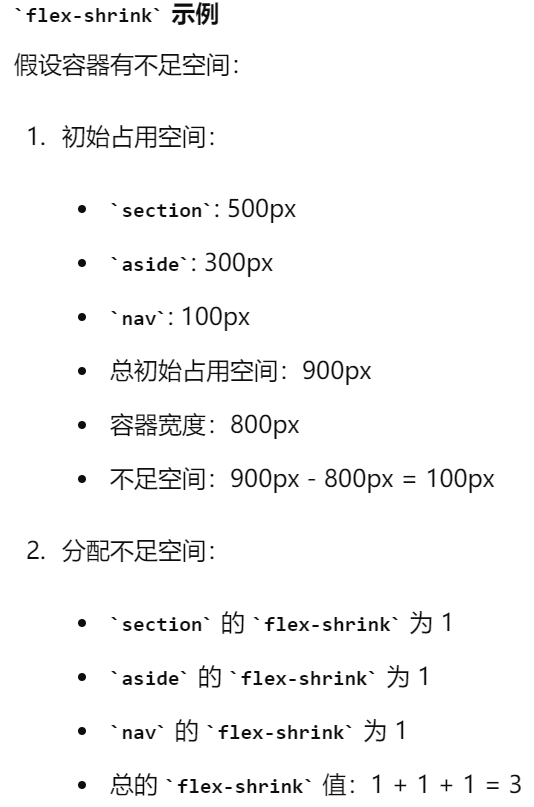 `flex-shrink` 示例
假设容器有不足空间：
1. 初始占用空间：
• `section`: 500px
• `aside`: 300px
• `nav`: 100px
• 总初始占用空间：900px
• 容器宽度：800px
• 不足空间：900px - 800px = 100px
2. 分配不足空间：
• `section` 的 `flex-shrink` 为 1
• `aside` 的 `flex-shrink` 为 1
• `nav` 的 `flex-shrink` 为 1
• 总的 `flex-shrink` 值：1 + 1 + 1 = 3